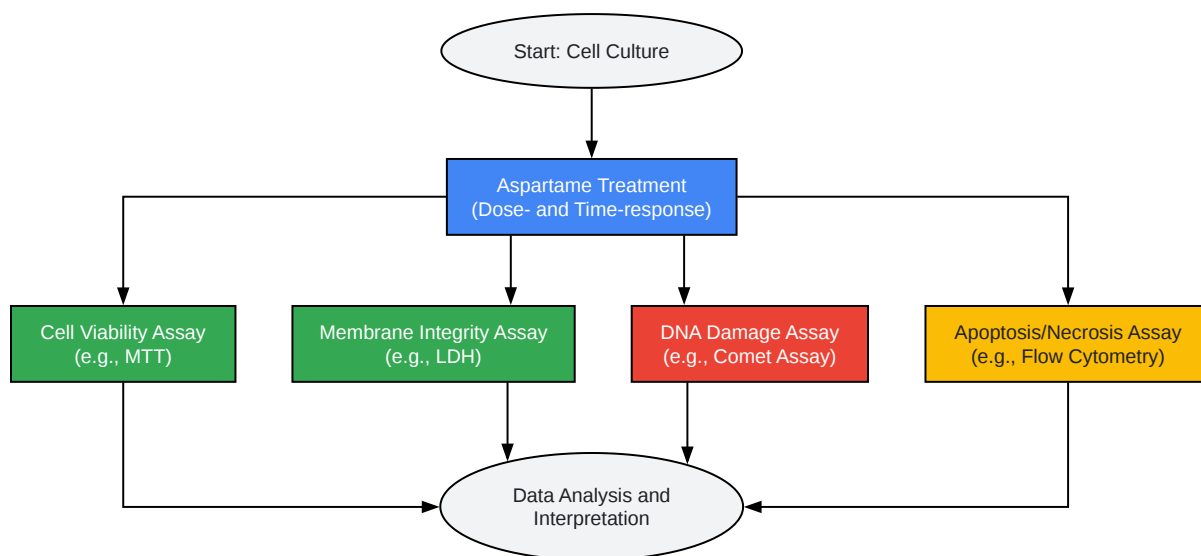 Start: Cell Culture
Aspartame Treatment
(Dose- and Time-response)
Cell Viability Assay
(e.g., MTT)
Membrane Integrity Assay
(e.g., LDH)
DNA Damage Assay
(e.g., Comet Assay)
Apoptosis/Necrosis Assay
(e.g., Flow Cytometry)
Data Analysis and
Interpretation